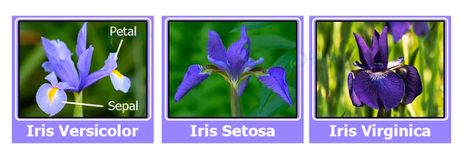 Petal
Sepal
Iris Versicolor
Iris Setosa
Iris Virginica